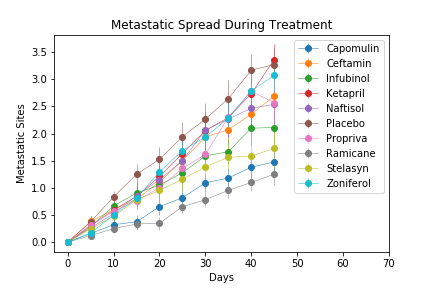 Metastatic Spread During Treatment
Metastatic Sites
3.5
3.0
2.5
2.0
1.5
1.0
0.5
0.0
Capomulin
Ceftamin
Infubinol
Ketapril
Naftisol
Placebo
Propriva
Ramicane
Stelasyn
Zoniferol
0 10 20 30 40 50 60 70
Days